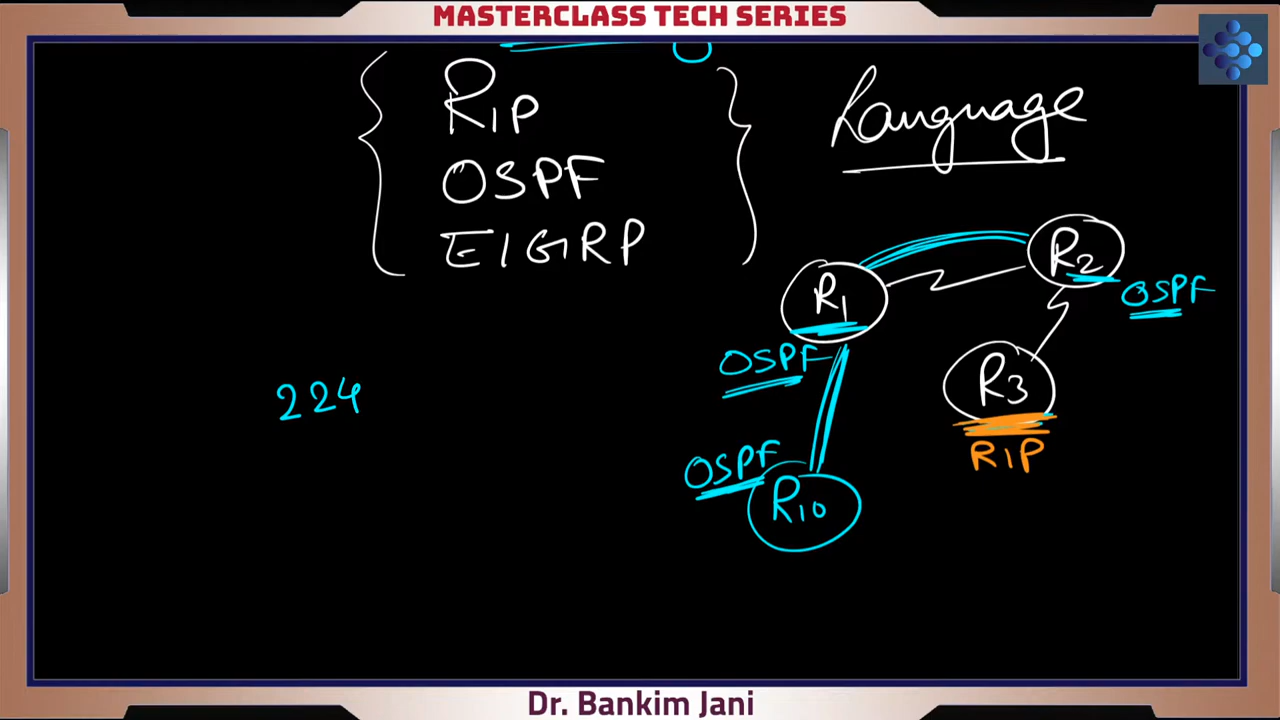 MASTERCLASS TECH SERIES
RIP
OSPF
EIGRP
Language
R1
R2
OSPF
OSPF
R3
RIP
224
OSPF
R10
Dr. Bankim Jani